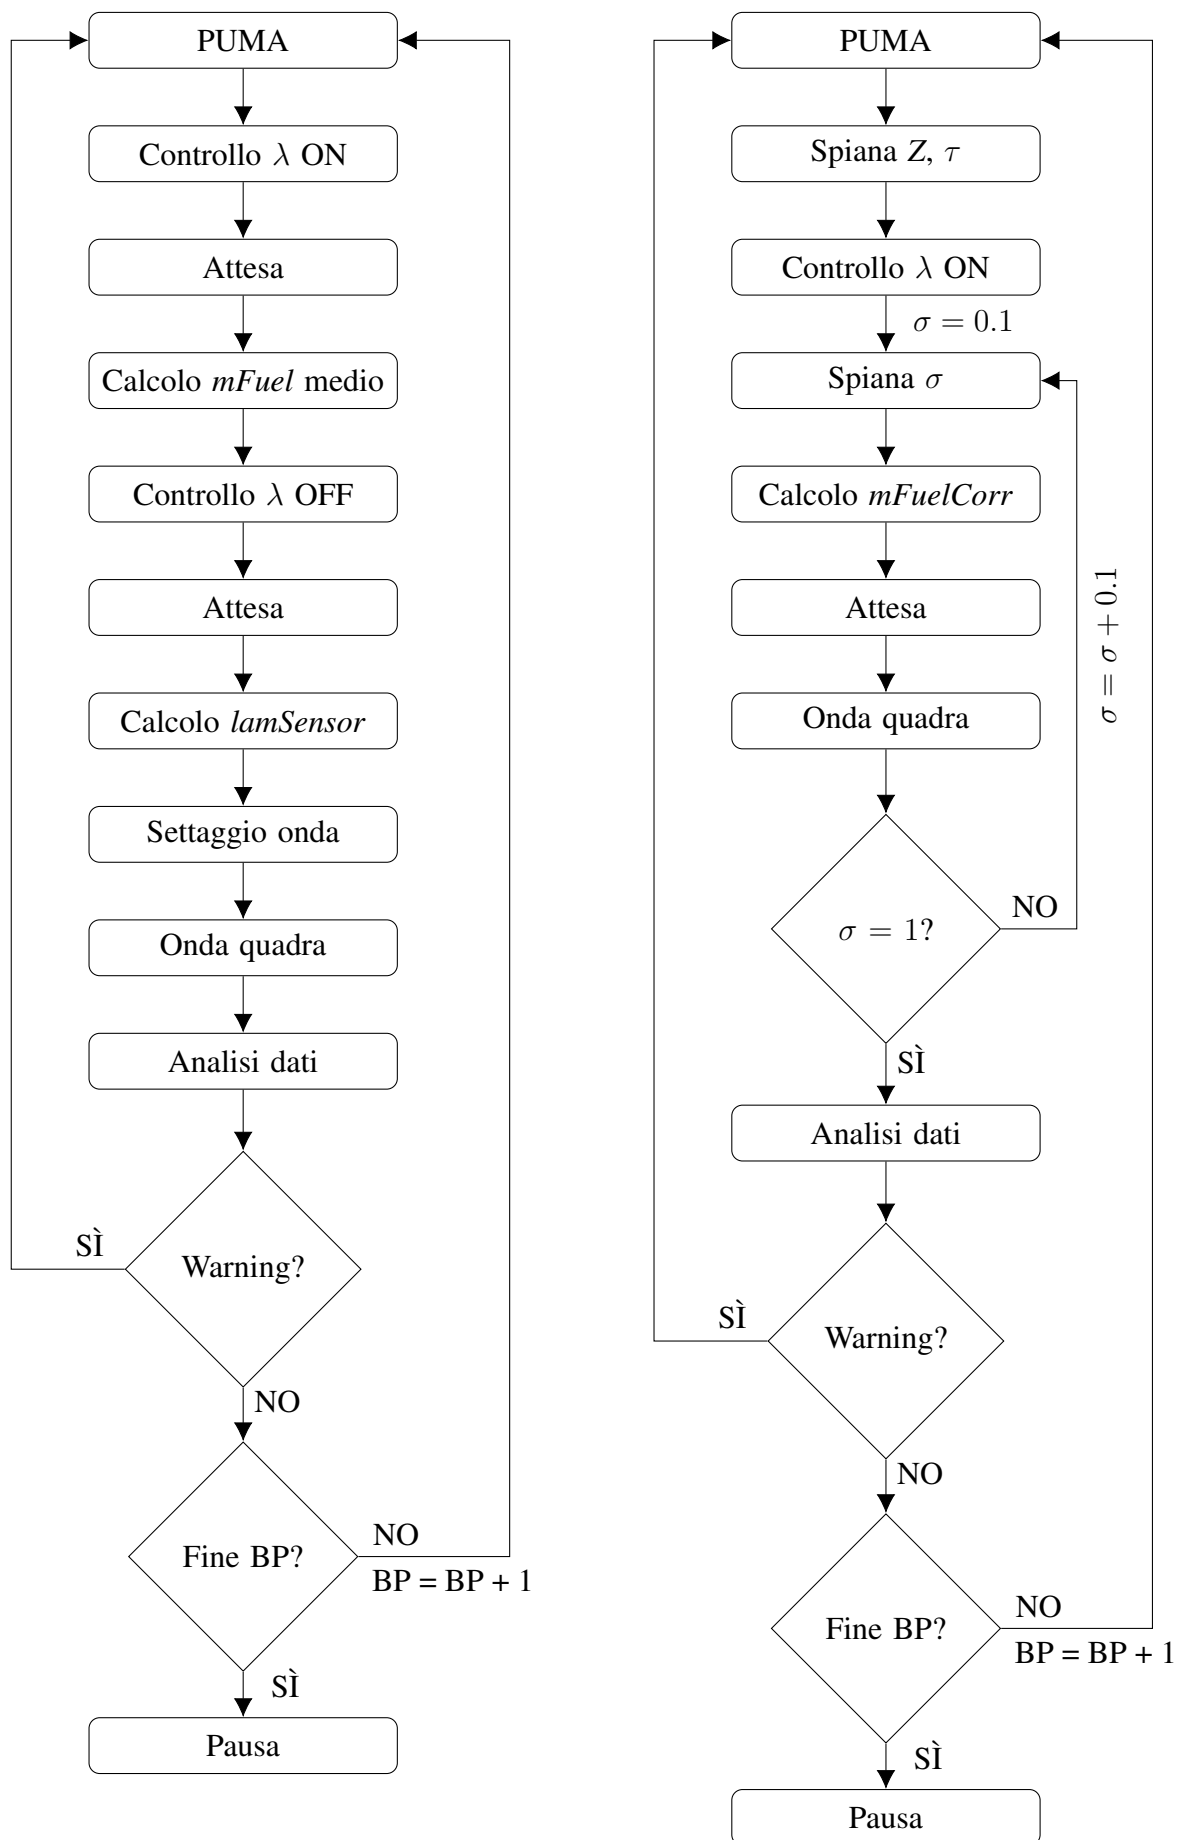 PUMA
Controllo λ ON
Attesa
Calcolo mFuel medio
Controllo λ OFF
Attesa
Calcolo lamSensor
Settaggio onda
Onda quadra
Analisi dati
SÌ
Warning?
NO
NO
Fine BP?
BP = BP + 1
SÌ
Pausa
PUMA
Spiana Z, τ
Controllo λ ON
σ = 0.1
Spiana σ
Calcolo mFuelCorr
Attesa
σ = σ + 0.1
Onda quadra
NO
σ = 1?
SÌ
Analisi dati
SÌ
Warning?
NO
NO
Fine BP?
BP = BP + 1
SÌ
Pausa